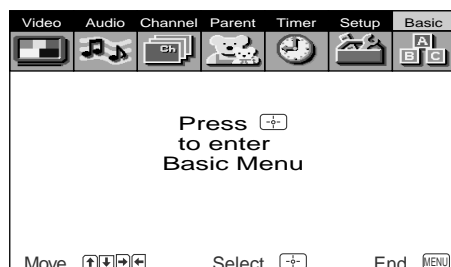 Video Audio Channel Parent Timer Setup Basic
Ch A
B C
Press
to enter
Basic Menu
Move Select End MENU